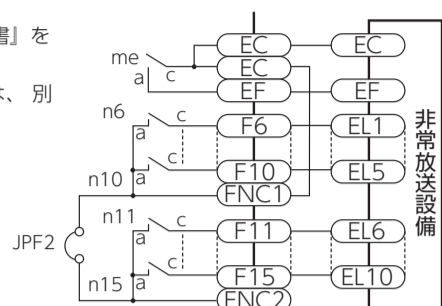 書』を
は、別
EC EC
me EC
a c
EF EF
n6 c F6 EL1
a
c
n10 a F10 EL5
FNC1
n11 c F11 EL6
a
JPF2
c
n15 a F15 EL10
FNC2
非常放送設備